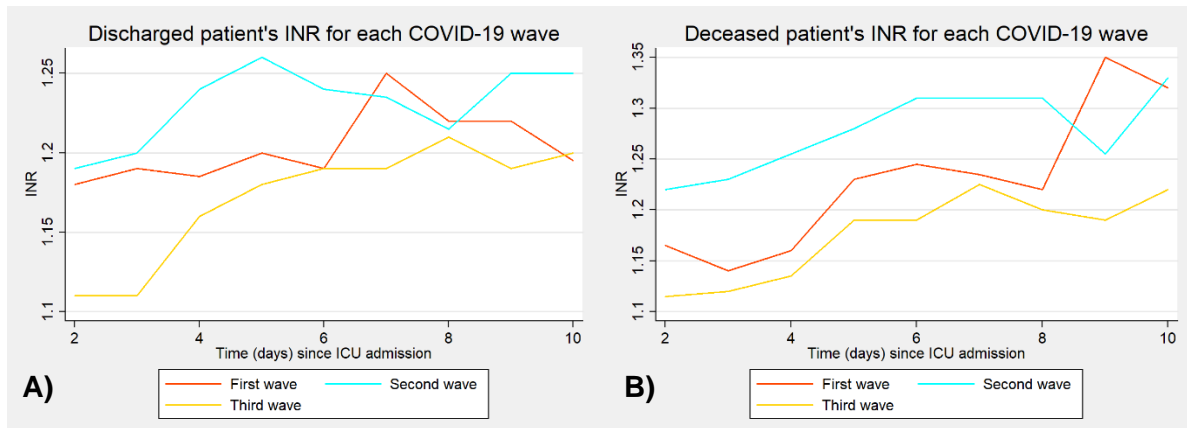 Discharged patient's INR for each COVID-19 wave
INR
1.25
1.2
1.15
1.1
2 4 6 8 10
Time (days) since ICU admission
A)
First wave Second wave
Third wave
Deceased patient's INR for each COVID-19 wave
INR
1.35
1.3
1.25
1.2
1.15
1.1
2 4 6 8 10
Time (days) since ICU admission
B)
First wave Second wave
Third wave